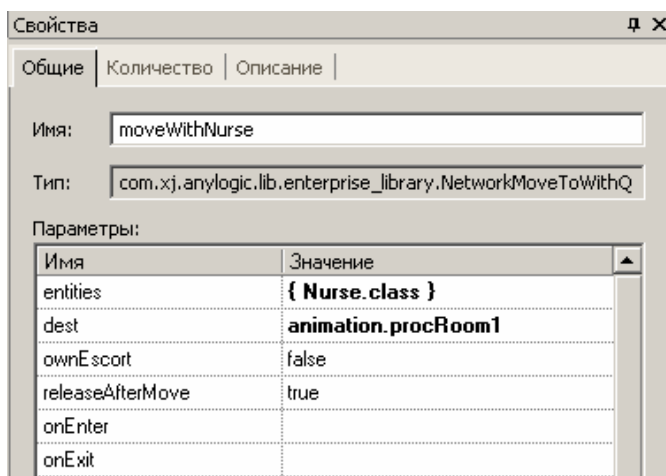 Свойства
Общие Количество Описание
Имя: moveWithNurse
Тип: com.xj.anylogic.lib.enterprise_library.NetworkMoveToWithQ
Параметры:
Имя Значение
entities { Nurse.class }
dest animation.procRoom1
ownEscort false
releaseAfterMove true
onEnter
onExit